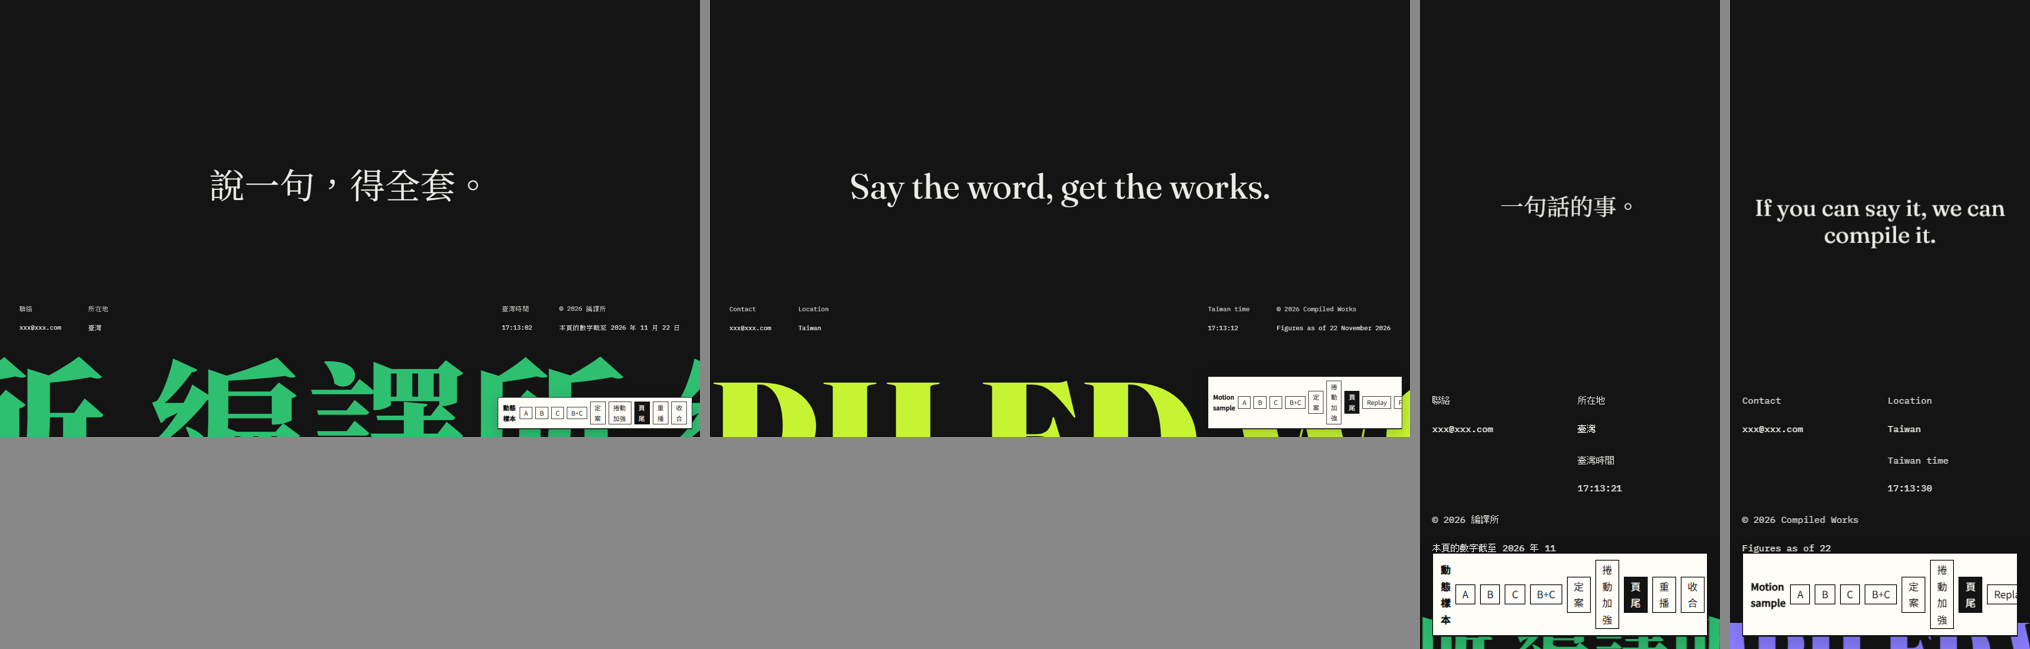 說一句，得全套。
聯絡
所在地
臺灣時間
© 2026 編譯所
xxx@xxx.com
臺灣
17:13:02
本頁的數字截至 2026 年 11 月 22 日
所 編譯所
動態樣本 A B C B+C 定案 捲動加強 頁尾 重播 收合
Say the word, get the works.
Contact
Location
Taiwan time
© 2026 Compiled Works
xxx@xxx.com
Taiwan
17:13:12
Figures as of 22 November 2026
PILED W
Motion sample A B C B+C 定案 捲動加強 頁尾 Replay
一句話的事。
聯絡
所在地
xxx@xxx.com
臺灣
臺灣時間
17:13:21
© 2026 編譯所
本頁的數字截至 2026 年 11
動態樣本 A B C B+C 定案 捲動加強 頁尾 重播 收合
If you can say it, we can
compile it.
Contact
Location
xxx@xxx.com
Taiwan
Taiwan time
17:13:30
© 2026 Compiled Works
Figures as of 22
Motion sample A B C B+C 定案 捲動加強 頁尾 Repla